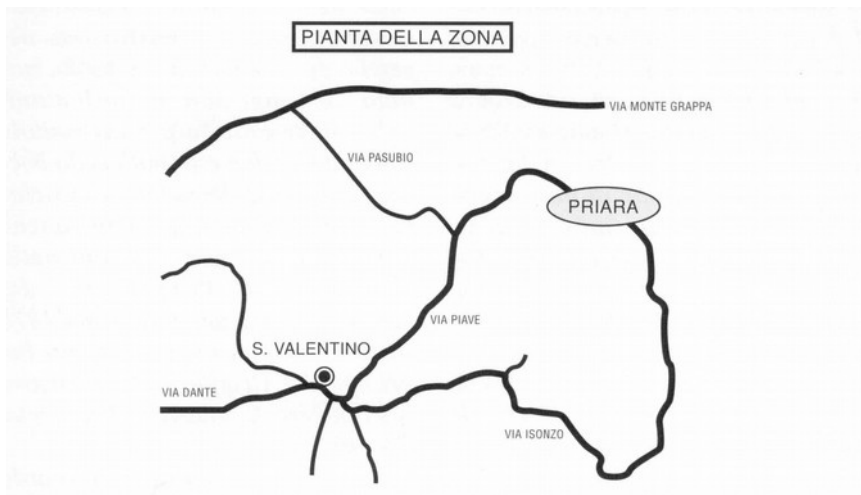 PIANTA DELLA ZONA
VIA MONTE GRAPPA
VIA PASUBIO
PRIARA
VIA PIAVE
S. VALENTINO
VIA DANTE
VIA ISONZO